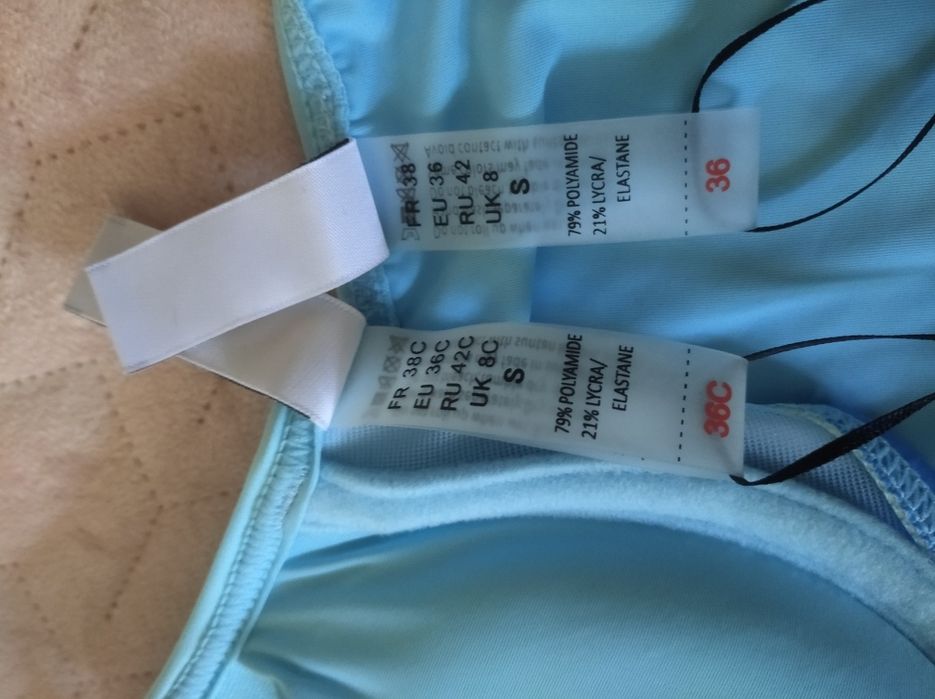 FR 38
EU 36
RU 42
UK 8
S
79% POLYAMIDE
21% LYCRA/
ELASTANE
36
FR 38C
EU 36C
RU 42C
UK 8C
S
79% POLYAMIDE
21% LYCRA/
ELASTANE
36C